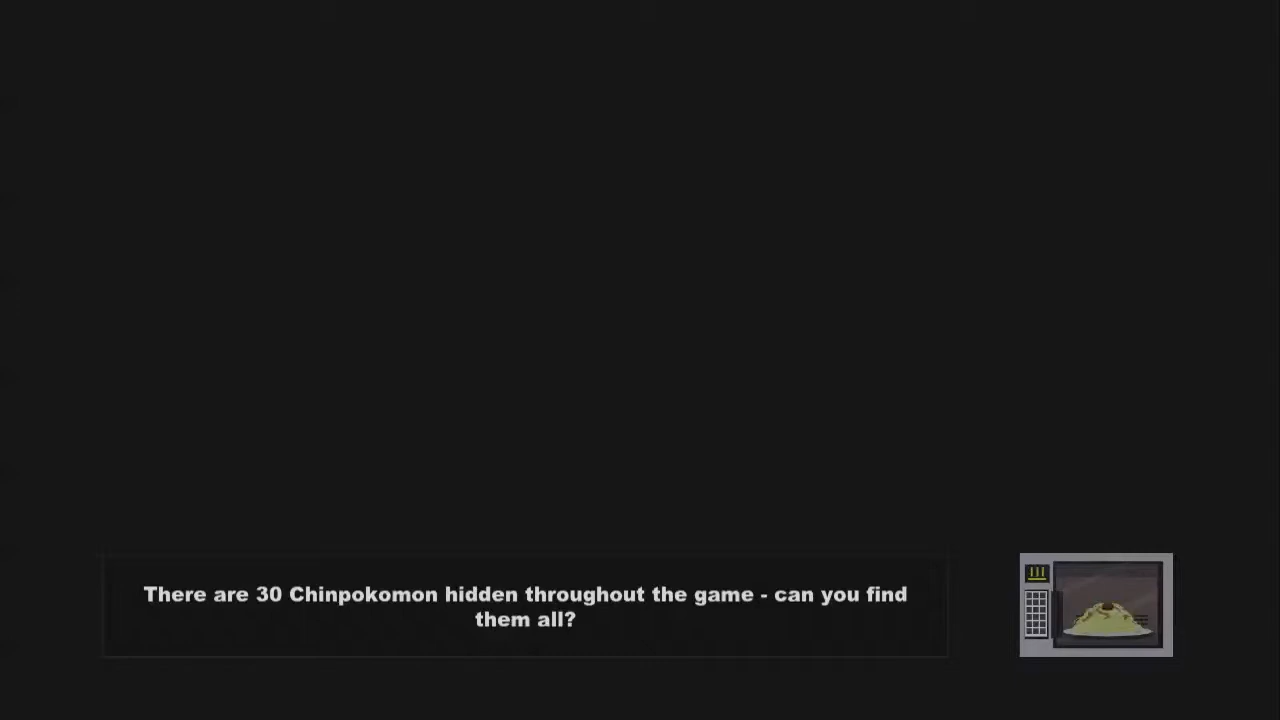 There are 30 Chinpokomon hidden throughout the game - can you find
them all?